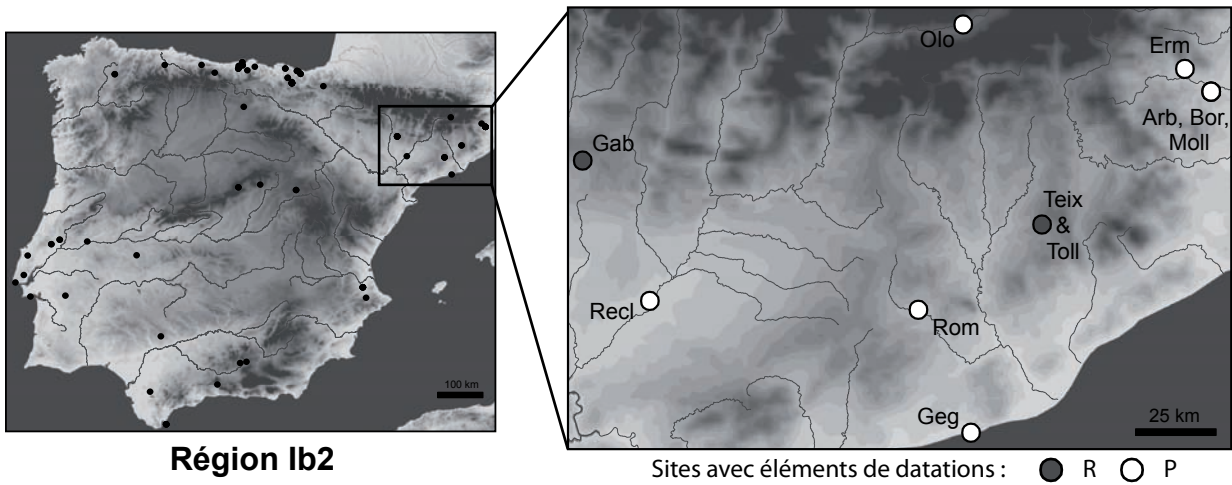 Olo
Erm
Arb, Bor,
Moll
Gab
Teix
&
Toll
Recl
Rom
Geg
100 km
25 km
Région Ib2
Sites avec éléments de datations : R P